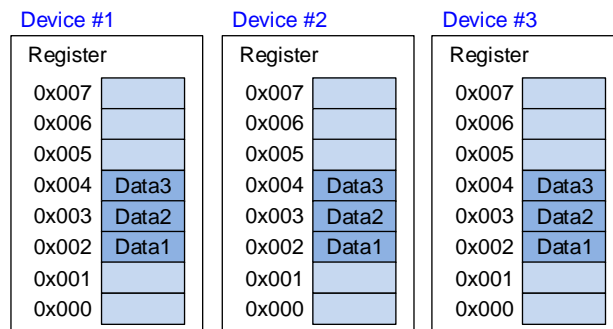 Device #1 Device #2 Device #3
Register Register Register
0x007 0x007 0x007
0x006 0x006 0x006
0x005 0x005 0x005
0x004 Data3 0x004 Data3 0x004 Data3
0x003 Data2 0x003 Data2 0x003 Data2
0x002 Data1 0x002 Data1 0x002 Data1
0x001 0x001 0x001
0x000 0x000 0x000